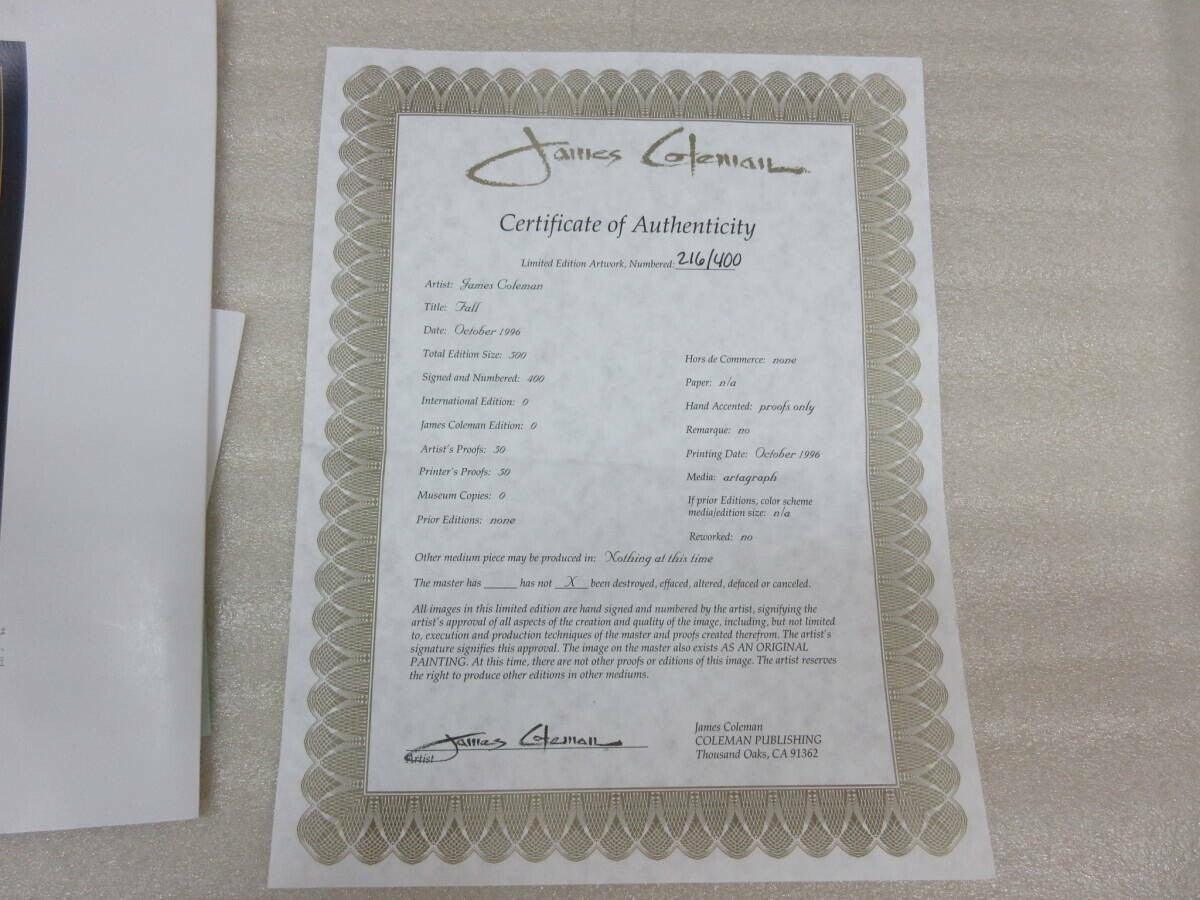 James Coleman
Certificate of Authenticity
Limited Edition Artwork, Numbered: 216/400
Artist: James Coleman
Title: Fall
Date: October 1996
Total Edition Size: 500
Signed and Numbered: 400
International Edition: 0
James Coleman Edition: 0
Artist's Proofs: 50
Printer's Proofs: 50
Museum Copies: 0
Prior Editions: none
Hors de Commerce: none
Paper: n/a
Hand Accented: proofs only
Remarque: no
Printing Date: October 1996
Media: artagraph
If prior Editions, color scheme
media/edition size: n/a
Reworked: no
Other medium piece may be produced in: Nothing at this time
The master has ______ has not __X__ been destroyed, effaced, altered, defaced or canceled.
All images in this limited edition are hand signed and numbered by the artist, signifying the
artist's approval of all aspects of the creation and quality of the image, including, but not limited
to, execution and production techniques of the master and proofs created therefrom. The artist's
signature signifies this approval. The image on the master also exists AS AN ORIGINAL
PAINTING. At this time, there are not other proofs or editions of this image. The artist reserves
the right to produce other editions in other mediums.
James Coleman
Artist
James Coleman
COLEMAN PUBLISHING
Thousand Oaks, CA 91362